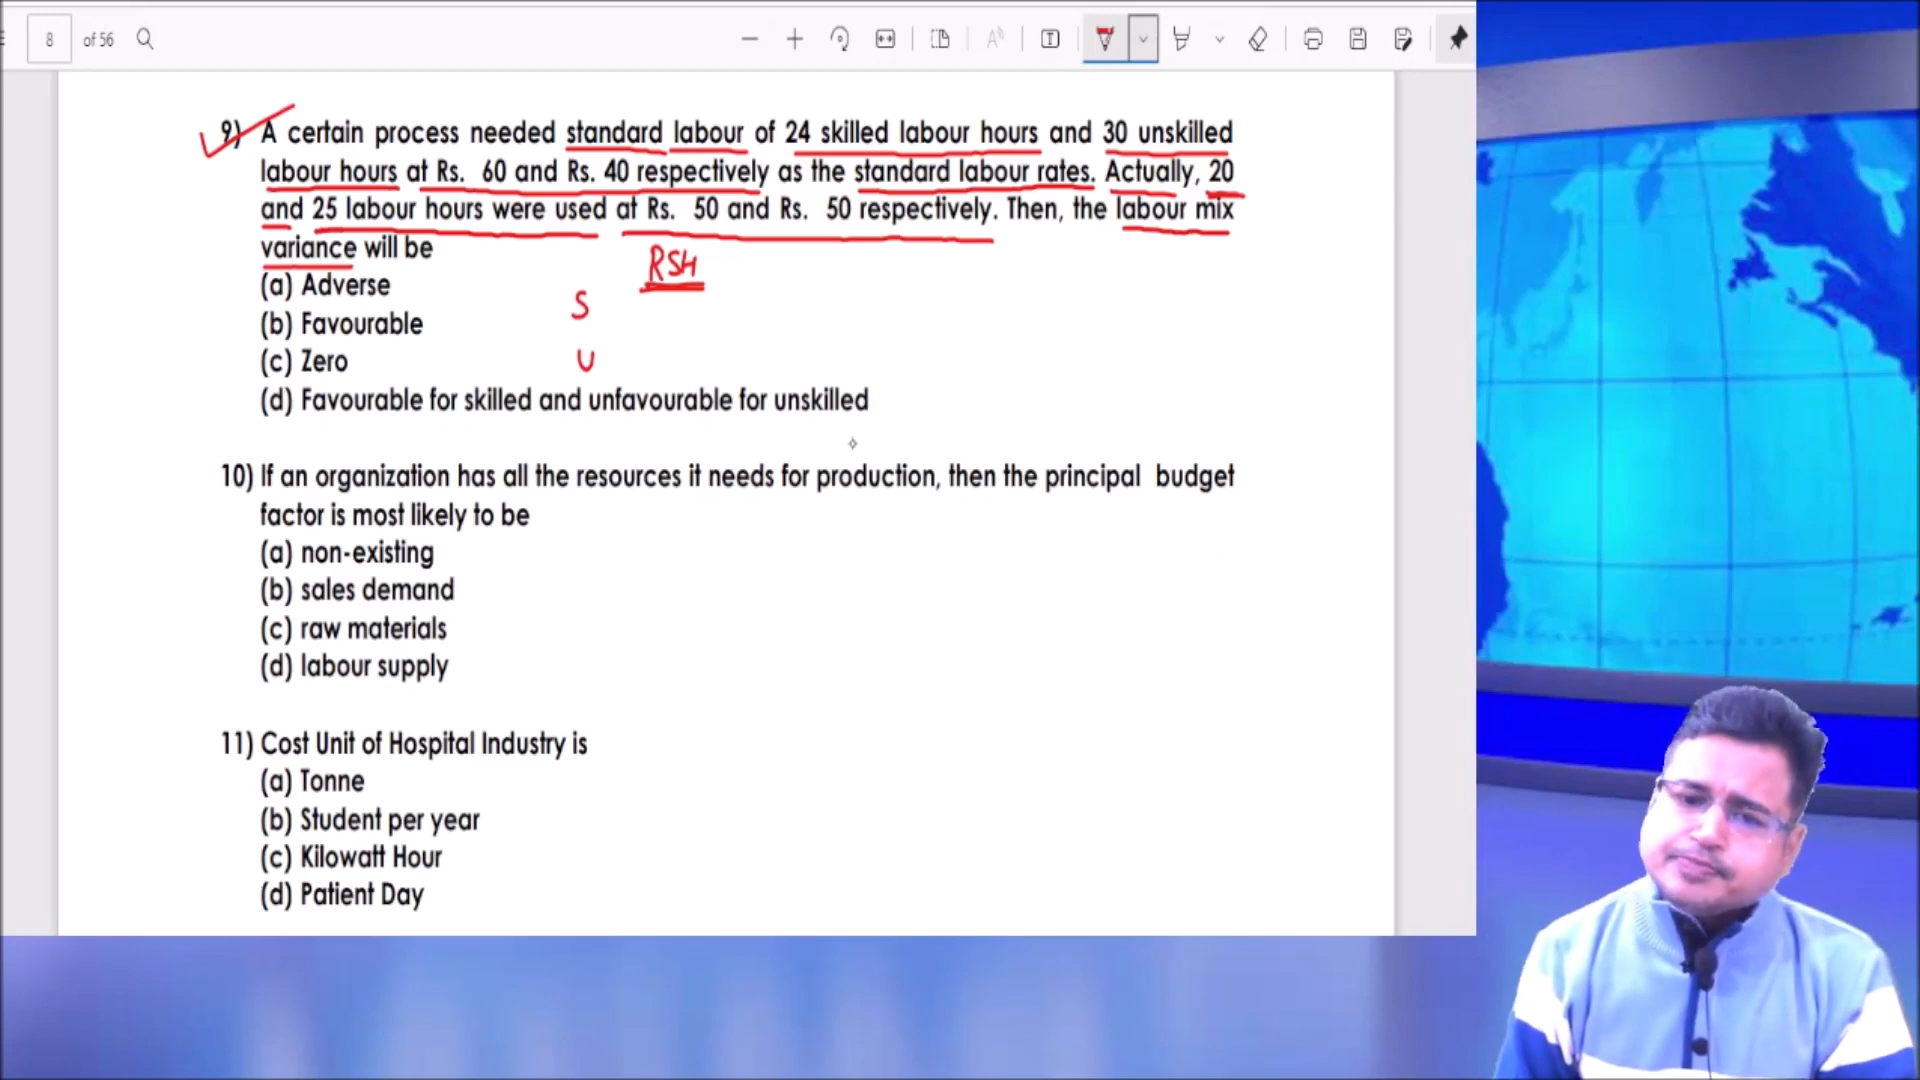 8 of 56
9) A certain process needed standard labour of 24 skilled labour hours and 30 unskilled
labour hours at Rs. 60 and Rs. 40 respectively as the standard labour rates. Actually, 20
and 25 labour hours were used at Rs. 50 and Rs. 50 respectively. Then, the labour mix
variance will be
RSH
(a) Adverse
S
(b) Favourable
(c) Zero
U
(d) Favourable for skilled and unfavourable for unskilled
10) If an organization has all the resources it needs for production, then the principal budget
factor is most likely to be
(a) non-existing
(b) sales demand
(c) raw materials
(d) labour supply
11) Cost Unit of Hospital Industry is
(a) Tonne
(b) Student per year
(c) Kilowatt Hour
(d) Patient Day